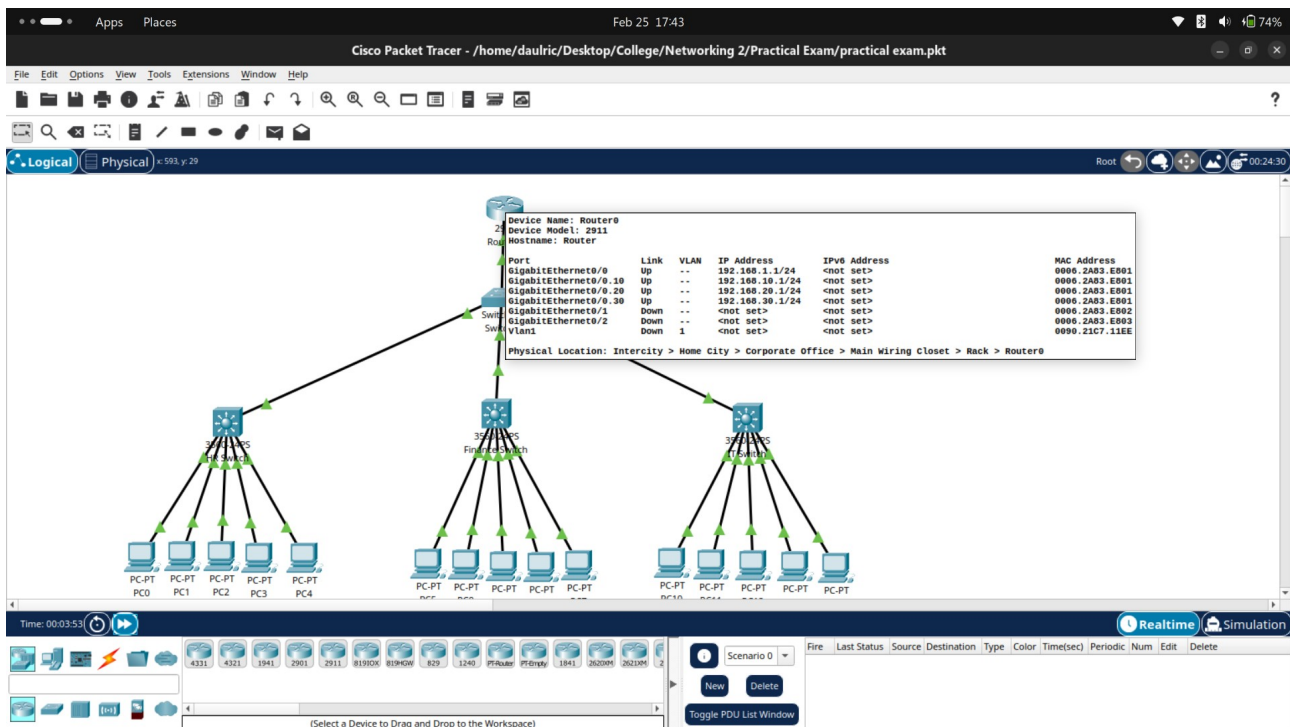 Apps Places Feb 25 17:43 74%
Cisco Packet Tracer - /home/daulric/Desktop/College/Networking 2/Practical Exam/practical exam.pkt
File Edit Options View Tools Extensions Window Help
?
Logical Physical x: 593, y: 29 Root 00:24:30
Device Name: Router0
Device Model: 2911
Hostname: Router
Port Link VLAN IP Address IPv6 Address MAC Address
GigabitEthernet0/0 Up -- 192.168.1.1/24 <not set> 0006.2A83.E801
GigabitEthernet0/0.10 Up -- 192.168.10.1/24 <not set> 0006.2A83.E801
GigabitEthernet0/0.20 Up -- 192.168.20.1/24 <not set> 0006.2A83.E801
GigabitEthernet0/0.30 Up -- 192.168.30.1/24 <not set> 0006.2A83.E801
GigabitEthernet0/1 Down -- <not set> <not set> 0006.2A83.E802
GigabitEthernet0/2 Down -- <not set> <not set> 0006.2A83.E803
Vlan1 Down 1 <not set> <not set> 0090.21C7.11EE
Physical Location: Intercity > Home City > Corporate Office > Main Wiring Closet > Rack > Router0
3560-24PS
HR Switch
3560-24PS
Finance Switch
3560-24PS
IT Switch
PC-PT PC-PT PC-PT PC-PT PC-PT
PC0 PC1 PC2 PC3 PC4
PC-PT PC-PT PC-PT PC-PT PC-PT
PC-PT PC-PT PC-PT PC-PT PC-PT
Time: 00:03:53 Realtime Simulation
4331 4321 1941 2901 2911 819IOX 819HGW 829 1240 PT-Router PT-Empty 1841 2620XM 2621XM
(Select a Device to Drag and Drop to the Workspace)
Scenario 0
New Delete
Toggle PDU List Window
Fire Last Status Source Destination Type Color Time(sec) Periodic Num Edit Delete